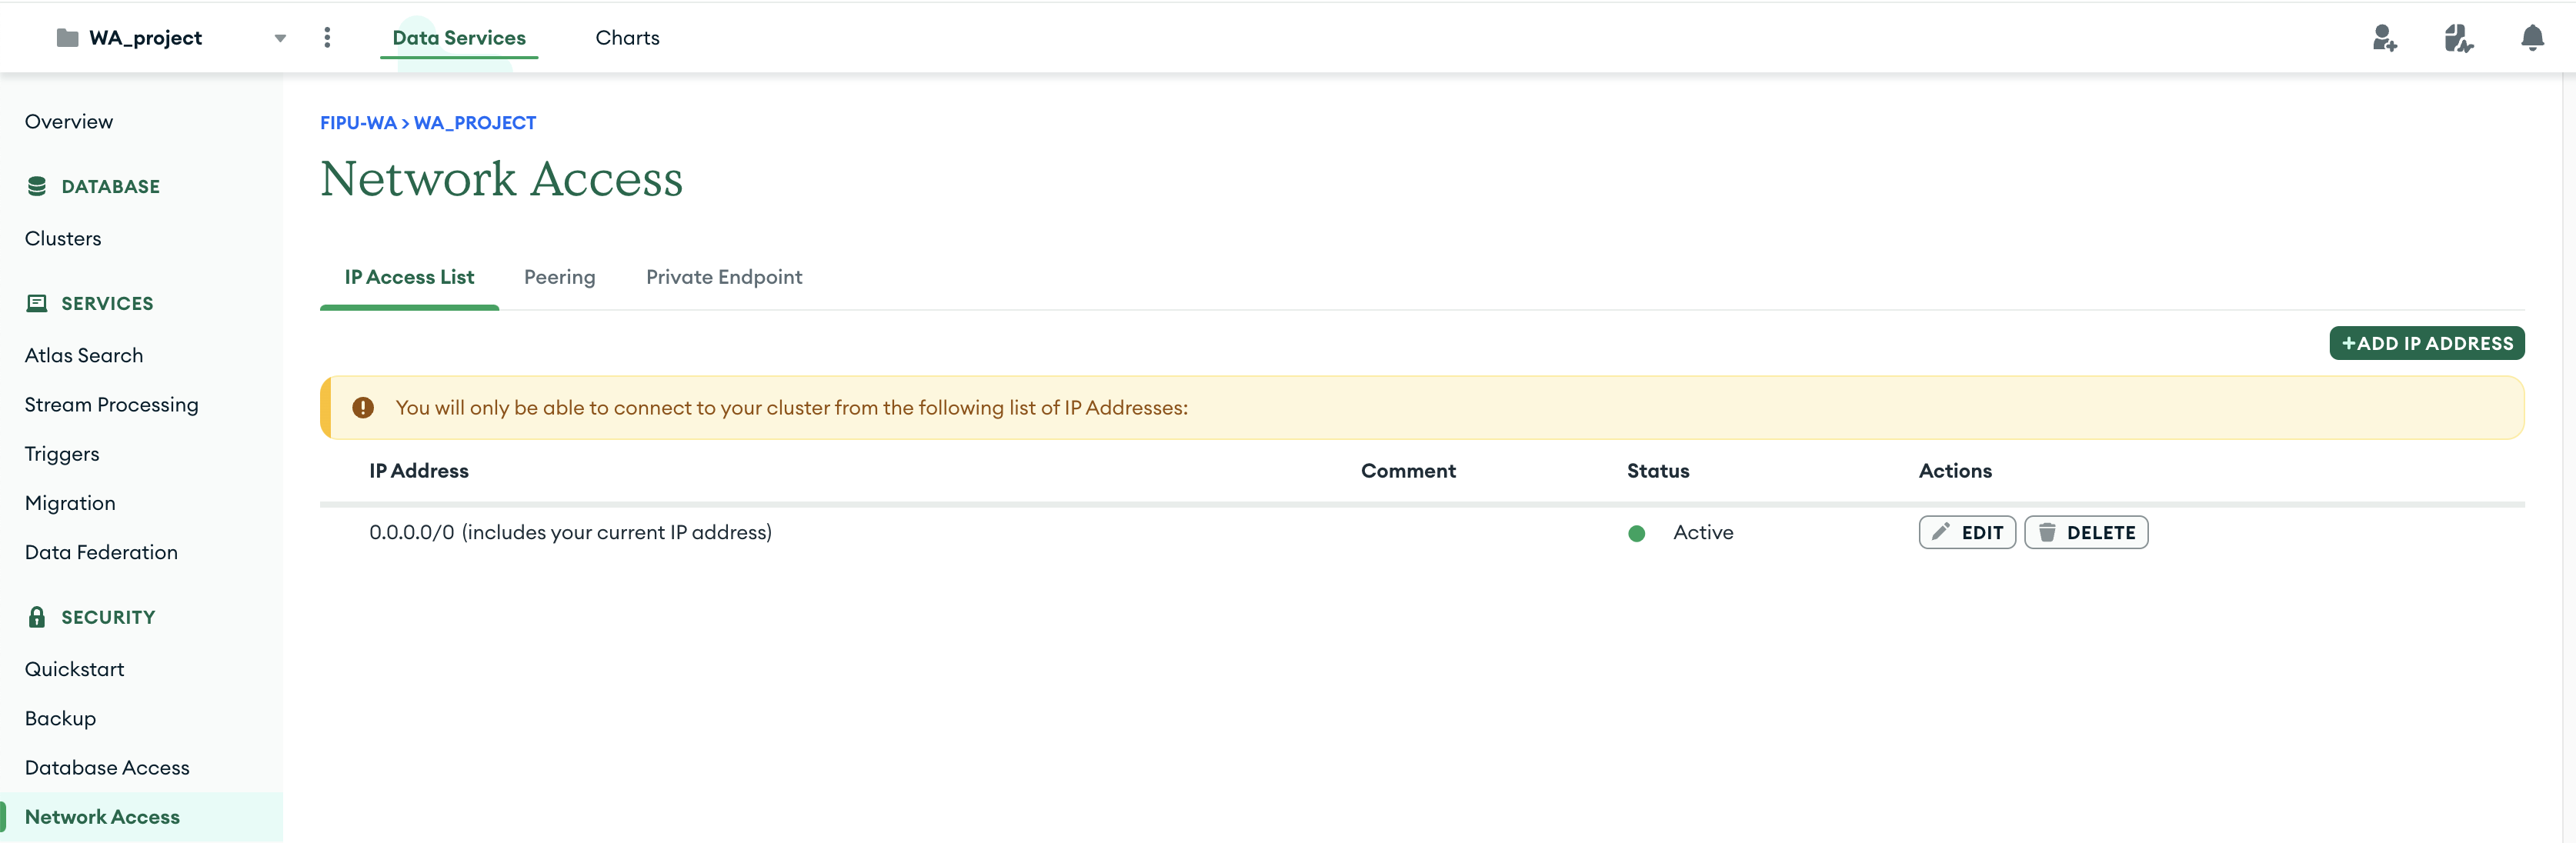 WA_project
Data Services
Charts
Overview
DATABASE
Clusters
SERVICES
Atlas Search
Stream Processing
Triggers
Migration
Data Federation
SECURITY
Quickstart
Backup
Database Access
Network Access
FIPU-WA > WA_PROJECT
Network Access
IP Access List Peering Private Endpoint
+ADD IP ADDRESS
You will only be able to connect to your cluster from the following list of IP Addresses:
IP Address Comment Status Actions
0.0.0.0/0 (includes your current IP address) Active EDIT DELETE